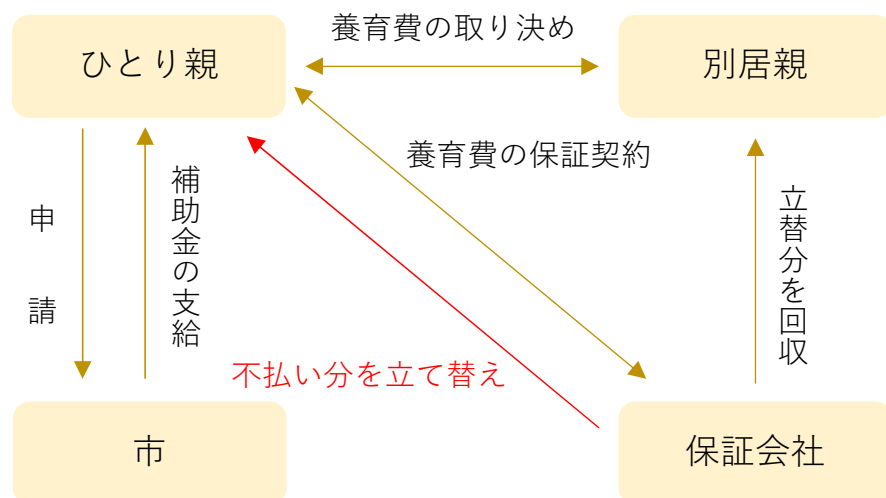 養育費の取り決め
ひとり親
別居親
養育費の保証契約
申請
補助金の支給
立替分を回収
不払い分を立て替え
市
保証会社